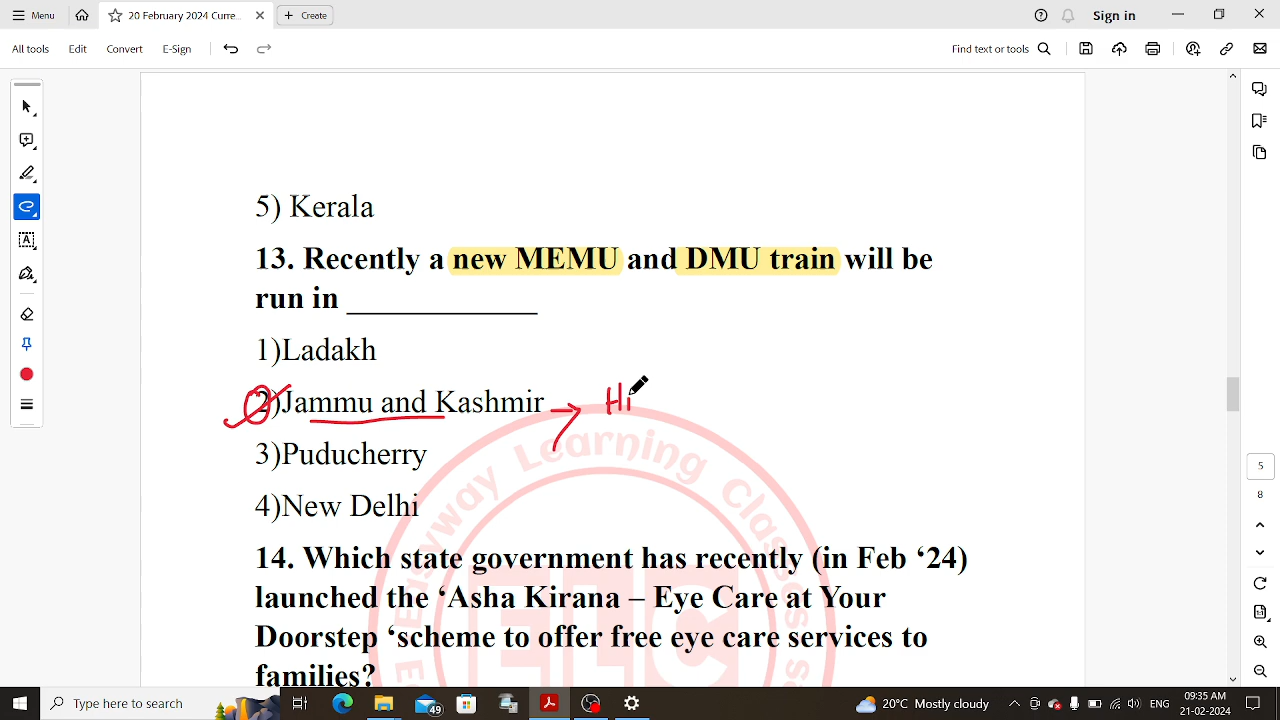 Menu
20 February 2024 Curre...
Create
Sign in
All tools
Edit
Convert
E-Sign
Find text or tools
5) Kerala
13. Recently a new MEMU and DMU train will be
run in ____________
1)Ladakh
2)Jammu and Kashmir → Hi
3)Puducherry
4)New Delhi
14. Which state government has recently (in Feb ‘24)
launched the ‘Asha Kirana – Eye Care at Your
Doorstep ‘scheme to offer free eye care services to
families?
Easyway Learning Classes
ELC
5
8
Type here to search
20°C Mostly cloudy
ENG
09:35 AM
21-02-2024